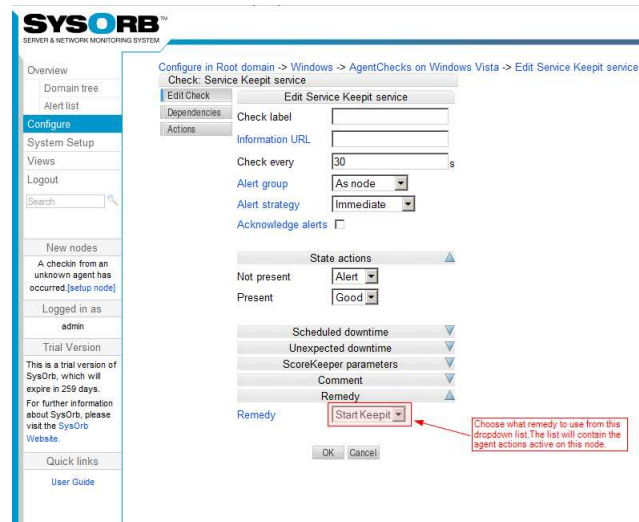 SYSORB™
SERVER & NETWORK MONITORING SYSTEM
Overview
Domain tree
Alert list
Configure
System Setup
Views
Logout
Search
New nodes
A checkin from an
unknown agent has
occurred.[setup node]
Logged in as
admin
Trial Version
This is a trial version of
SysOrb, which will
expire in 259 days.
For further information
about SysOrb, please
visit the SysOrb
Website.
Quick links
User Guide
Configure in Root domain -> Windows -> AgentChecks on Windows Vista -> Edit Service Keepit service
Check: Service Keepit service
Edit Check
Dependencies
Actions
Edit Service Keepit service
Check label
Information URL
Check every 30 s
Alert group As node
Alert strategy Immediate
Acknowledge alerts
State actions
Not present Alert
Present Good
Scheduled downtime
Unexpected downtime
ScoreKeeper parameters
Comment
Remedy
Remedy Start Keepit
Choose what remedy to use from this
dropdown list.The list will contain the
agent actions active on this node.
OK Cancel